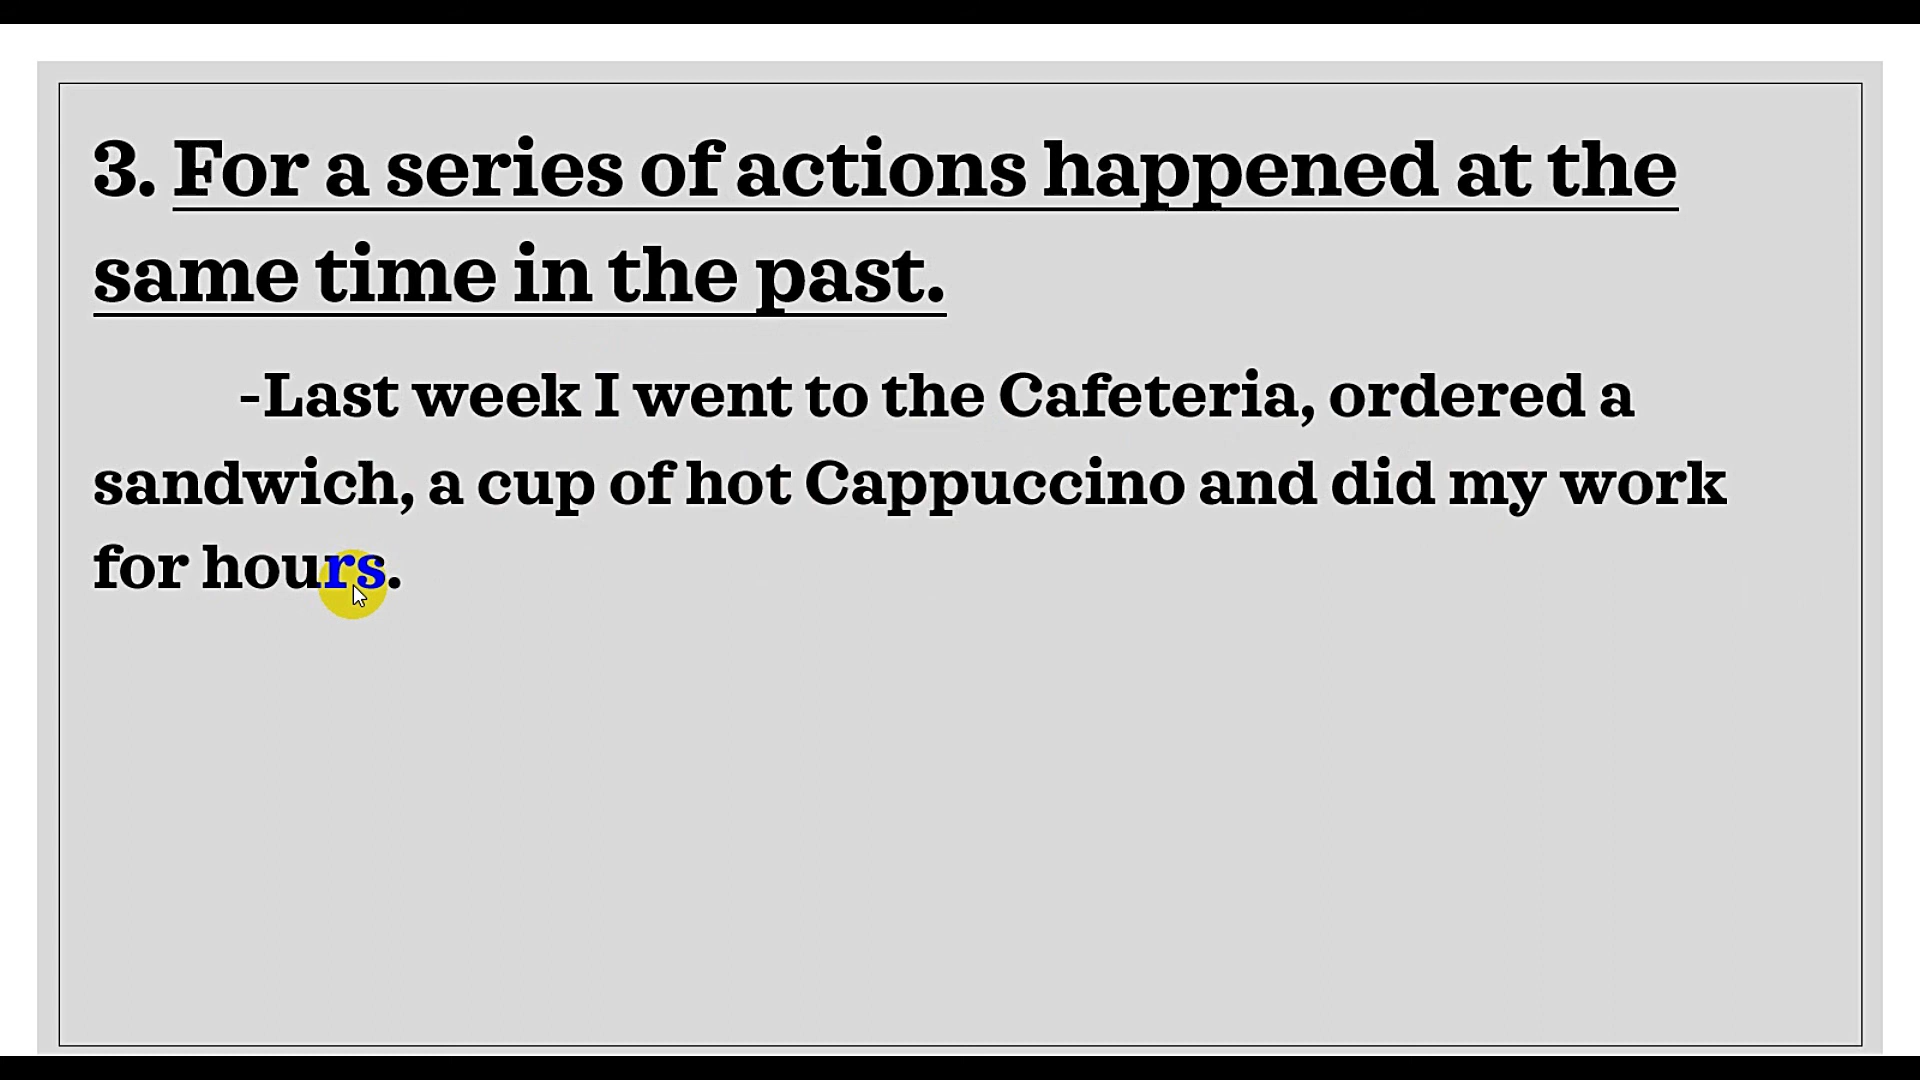 3. For a series of actions happened at the
same time in the past.
-Last week I went to the Cafeteria, ordered a
sandwich, a cup of hot Cappuccino and did my work
for hours.